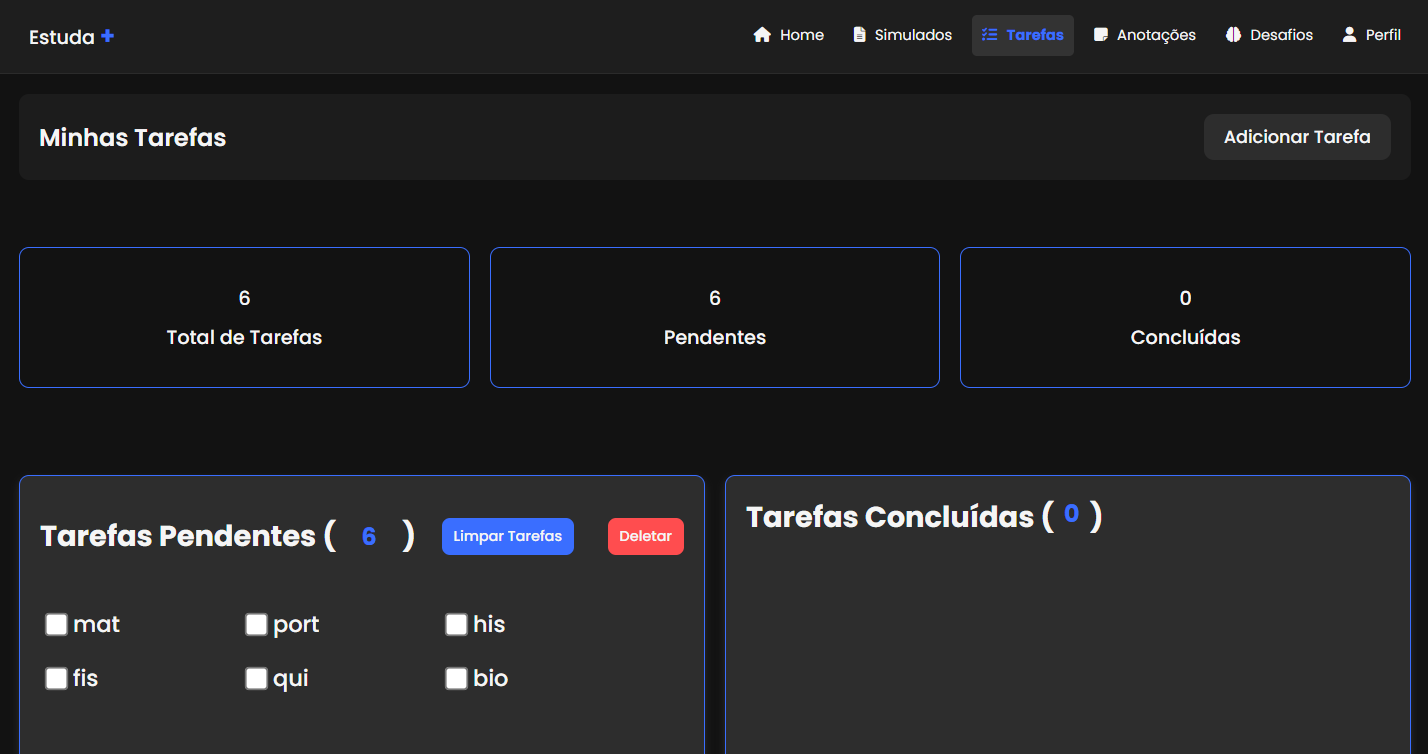 Estuda +
Home Simulados Tarefas Anotações Desafios Perfil
Minhas Tarefas
Adicionar Tarefa
6
Total de Tarefas
6
Pendentes
0
Concluídas
Tarefas Pendentes ( 6 )
Limpar Tarefas
Deletar
mat port his
fis qui bio
Tarefas Concluídas ( 0 )